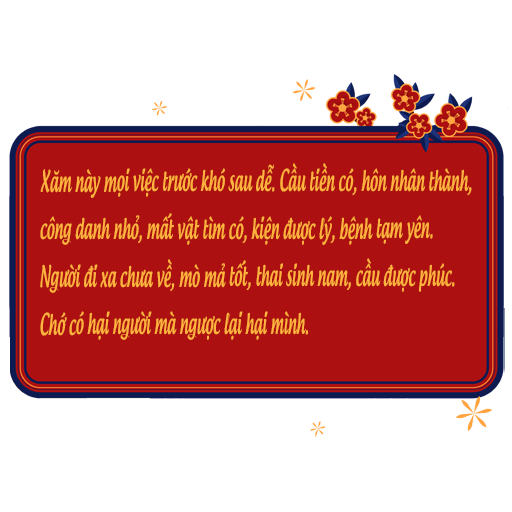 Xăm này mọi việc trước khó sau dễ. Cầu tiền có, hôn nhân thành,
công danh nhỏ, mất vật tìm có, kiện được lý, bệnh tạm yên.
Người đi xa chưa về, mò mả tốt, thai sinh nam, cầu được phúc.
Chớ có hại người mà ngược lại hại mình.